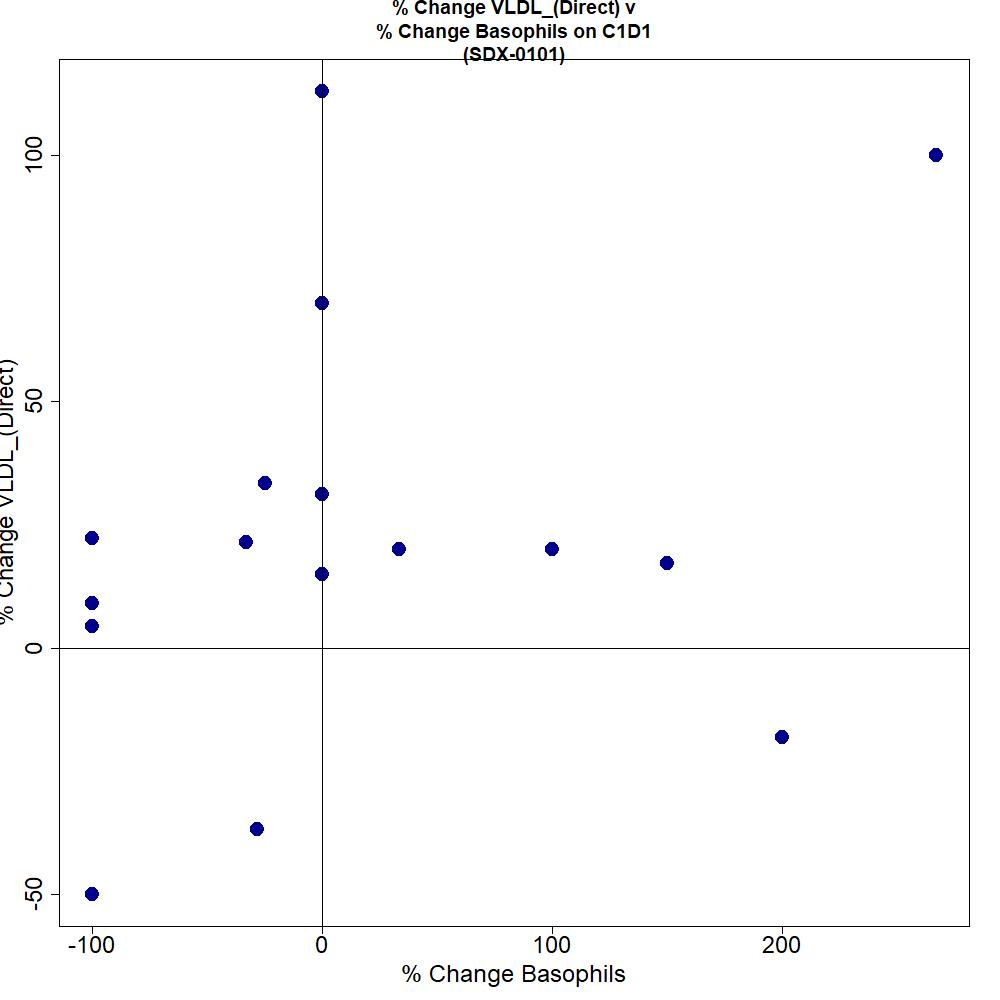 % Change VLDL_(Direct) v
% Change Basophils on C1D1
(SDX-0101)
% Change VLDL_(Direct)
100
50
0
-50
-100 0 100 200
% Change Basophils